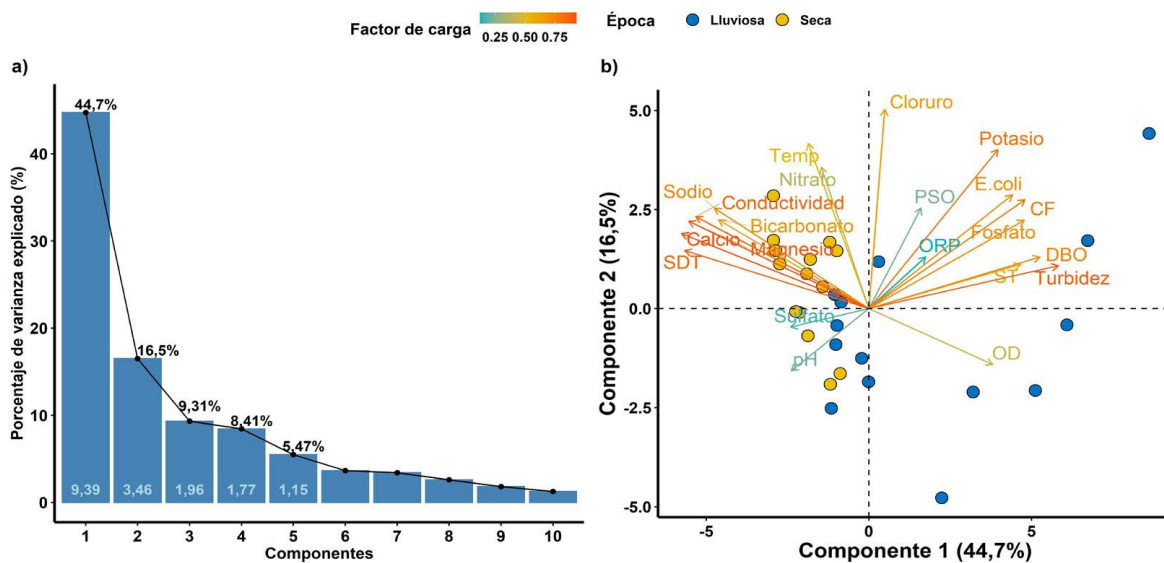 Factor de carga
0.25 0.50 0.75
Época
Lluviosa
Seca
a)
Porcentaje de varianza explicado (%)
40
30
20
10
0
44,7%
16,5%
9,31%
8,41%
5,47%
9,39
3,46
1,96
1,77
1,15
1 2 3 4 5 6 7 8 9 10
Componentes
b)
Componente 2 (16,5%)
5.0
2.5
0.0
-2.5
-5.0
Cloruro
Potasio
Temp
Nitrato
E.coli
Sodio
Conductividad
PSO
CF
Bicarbonato
Fosfato
Calcio
Magnesio
ORP
DBO
SDT
ST
Turbidez
Sulfato
pH
OD
-5 0 5
Componente 1 (44,7%)